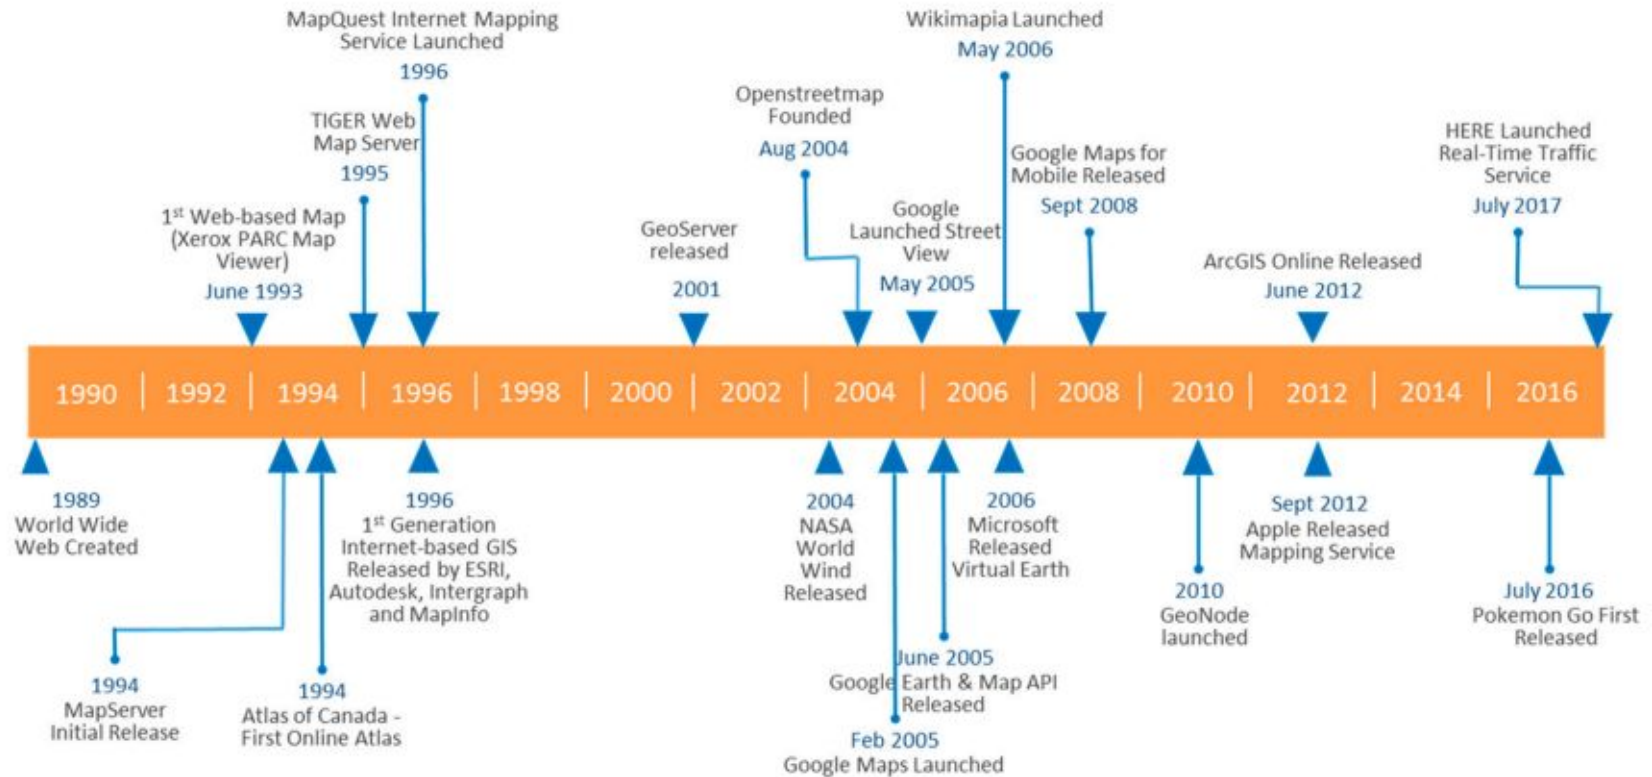 MapQuest Internet Mapping
Service Launched
1996
Wikimapia Launched
May 2006
TIGER Web
Map Server
1995
Openstreetmap
Founded
Aug 2004
Google Maps for
Mobile Released
Sept 2008
HERE Launched
Real-Time Traffic
Service
July 2017
1st Web-based Map
(Xerox PARC Map
Viewer)
June 1993
GeoServer
released
2001
Google
Launched Street
View
May 2005
ArcGIS Online Released
June 2012
1990 1992 1994 1996 1998 2000 2002 2004 2006 2008 2010 2012 2014 2016
1989
World Wide
Web Created
1994
MapServer
Initial Release
1994
Atlas of Canada -
First Online Atlas
1996
1st Generation
Internet-based GIS
Released by ESRI,
Autodesk, Intergraph
and MapInfo
2004
NASA
World
Wind
Released
Feb 2005
Google Maps Launched
June 2005
Google Earth & Map API
Released
2006
Microsoft
Released
Virtual Earth
2010
GeoNode
launched
Sept 2012
Apple Released
Mapping Service
July 2016
Pokemon Go First
Released